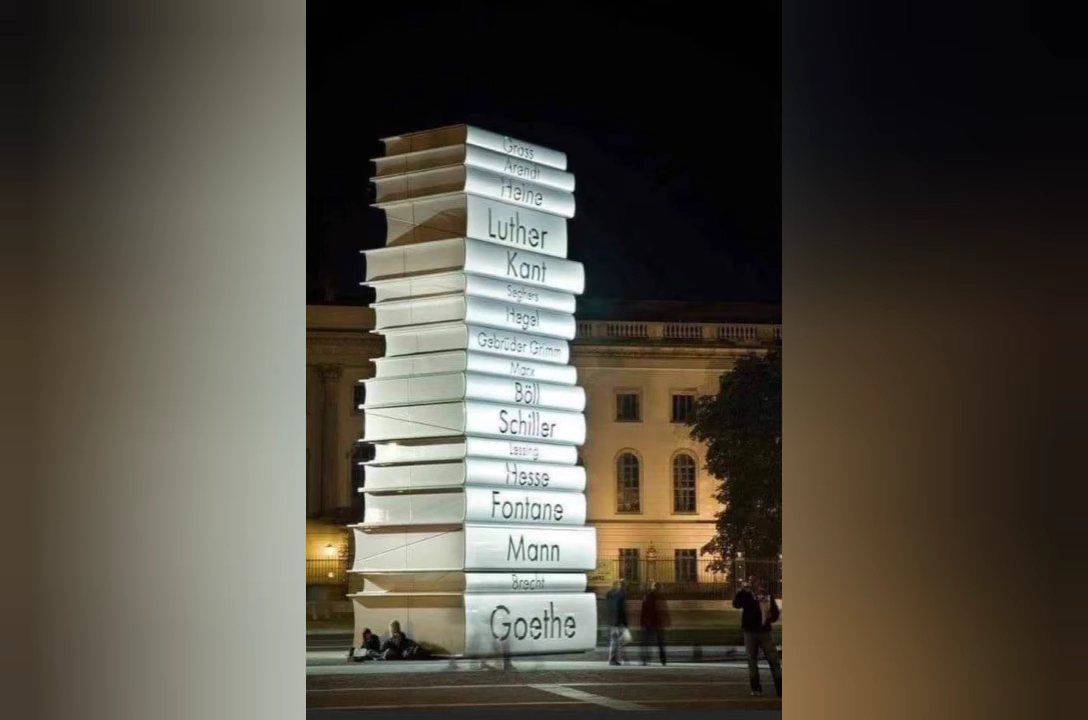 Grass
Arendt
Heine
Luther
Kant
Seghers
Hegel
Gebrüder Grimm
Marx
Böll
Schiller
Lessing
Hesse
Fontane
Mann
Brecht
Goethe